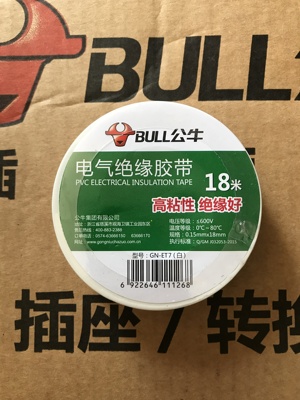 BULL
BULL公牛
电气绝缘胶带
PVC ELECTRICAL INSULATION TAPE
18米
高粘性 绝缘好
公牛集团有限公司
电压等级：≤600V
温度等级：0℃~80℃
规格：0.15mm×18mm
型号：GN-ET7 (白)
6 922646 111268
插座/转换